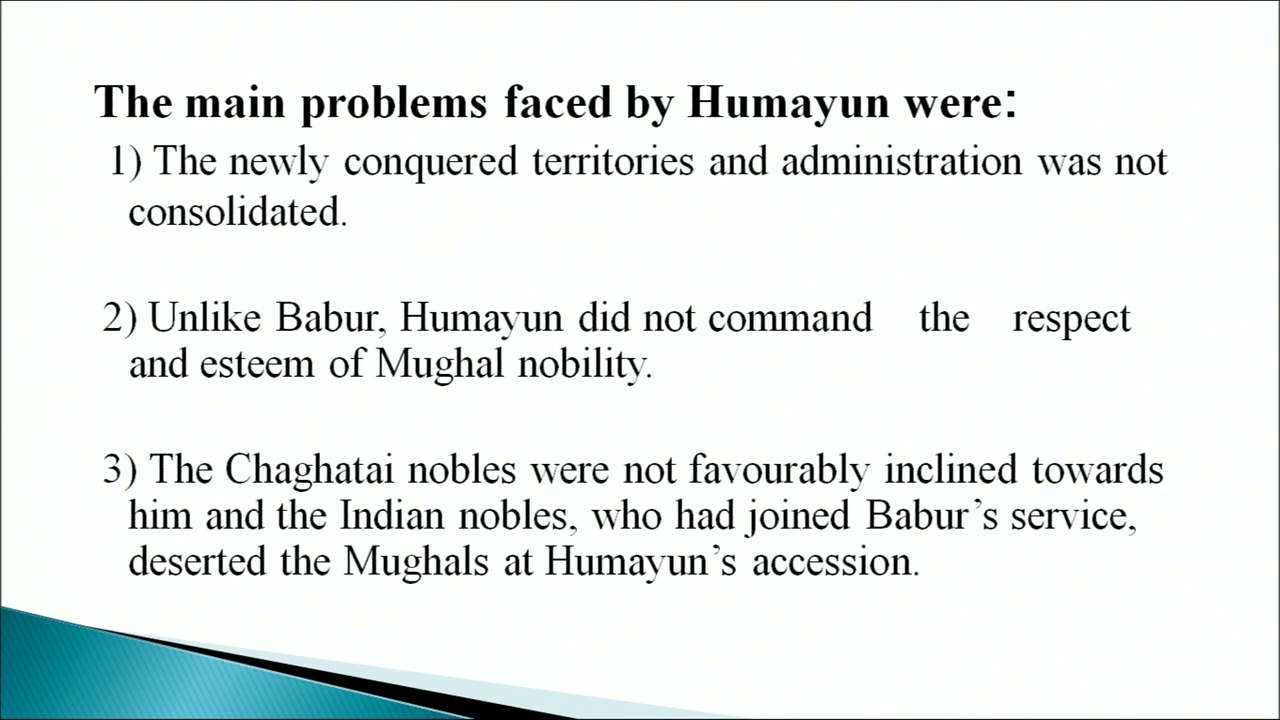 The main problems faced by Humayun were:
1) The newly conquered territories and administration was not
consolidated.
2) Unlike Babur, Humayun did not command the respect
and esteem of Mughal nobility.
3) The Chaghatai nobles were not favourably inclined towards
him and the Indian nobles, who had joined Babur’s service,
deserted the Mughals at Humayun’s accession.